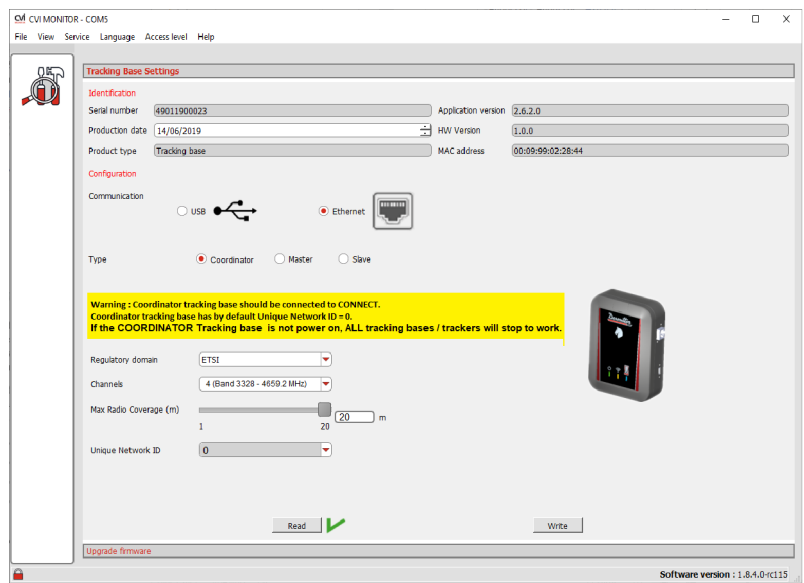 CVI CVI MONITOR - COM5
File View Service Language Access level Help
Tracking Base Settings
Identification
Serial number 49011900023 Application version 2.6.2.0
Production date 14/06/2019 HW Version 1.0.0
Product type Tracking base MAC address 00:09:99:02:28:44
Configuration
Communication
USB Ethernet
Type Coordinator Master Slave
Warning : Coordinator tracking base should be connected to CONNECT.
Coordinator tracking base has by default Unique Network ID = 0.
If the COORDINATOR Tracking base is not power on, ALL tracking bases / trackers will stop to work.
Regulatory domain ETSI
Channels 4 (Band 3328 - 4659.2 MHz)
Max Radio Coverage (m) 20 m
1 20
Unique Network ID 0
Read Write
Upgrade firmware
Software version : 1.8.4.0-rc115